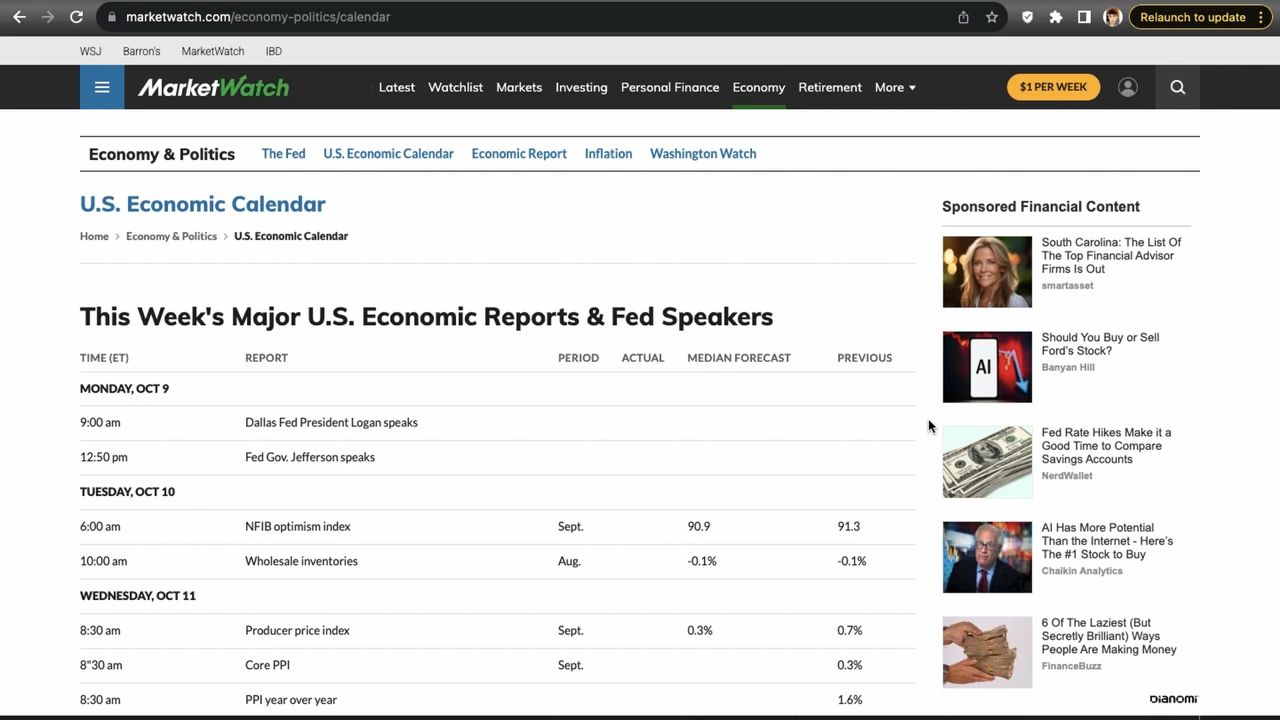 marketwatch.com/economy-politics/calendar
Relaunch to update
WSJ Barron's MarketWatch IBD
MarketWatch Latest Watchlist Markets Investing Personal Finance Economy Retirement More $1 PER WEEK
Economy & Politics The Fed U.S. Economic Calendar Economic Report Inflation Washington Watch
U.S. Economic Calendar
Home > Economy & Politics > U.S. Economic Calendar
This Week's Major U.S. Economic Reports & Fed Speakers
TIME (ET) REPORT PERIOD ACTUAL MEDIAN FORECAST PREVIOUS
MONDAY, OCT 9
9:00 am Dallas Fed President Logan speaks
12:50 pm Fed Gov. Jefferson speaks
TUESDAY, OCT 10
6:00 am NFIB optimism index Sept. 90.9 91.3
10:00 am Wholesale inventories Aug. -0.1% -0.1%
WEDNESDAY, OCT 11
8:30 am Producer price index Sept. 0.3% 0.7%
8"30 am Core PPI Sept. 0.3%
8:30 am PPI year over year 1.6%
Sponsored Financial Content
South Carolina: The List Of
The Top Financial Advisor
Firms Is Out
smartasset
AI
Should You Buy or Sell
Ford's Stock?
Banyan Hill
Fed Rate Hikes Make it a
Good Time to Compare
Savings Accounts
NerdWallet
AI Has More Potential
Than the Internet - Here's
The #1 Stock to Buy
Chaikin Analytics
6 Of The Laziest (But
Secretly Brilliant) Ways
People Are Making Money
FinanceBuzz
DIANOMI